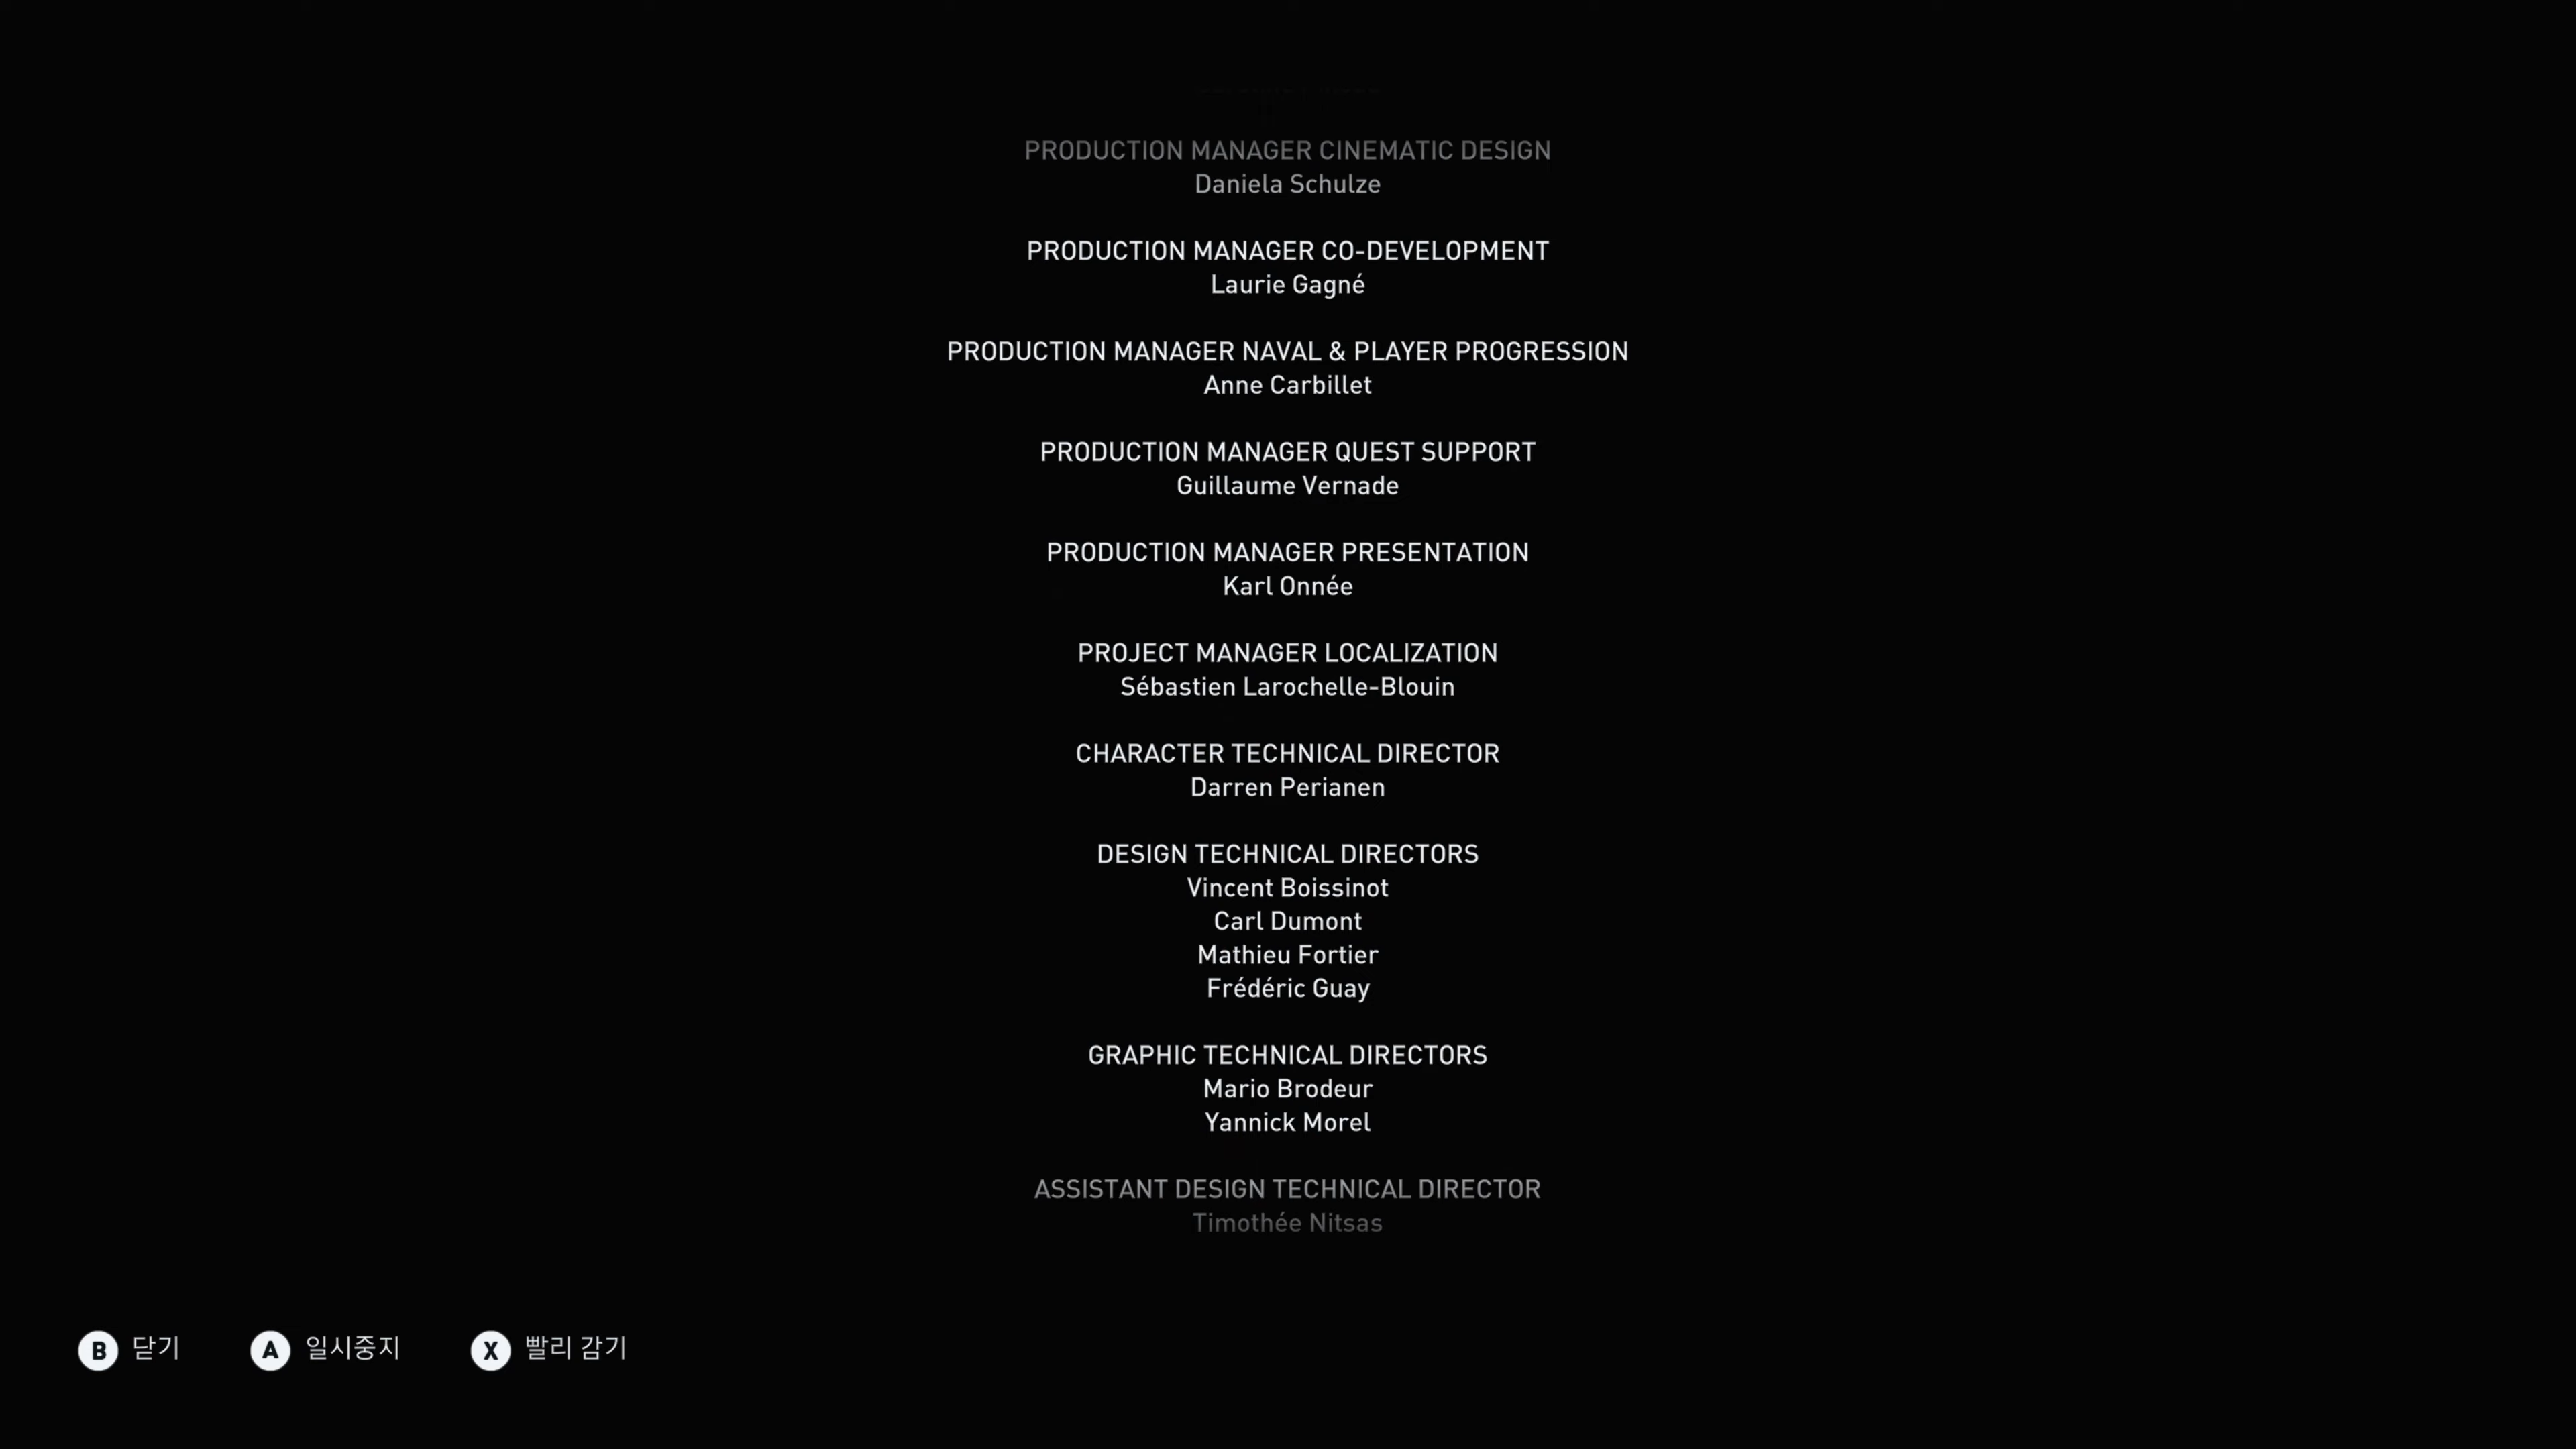 PRODUCTION MANAGER CINEMATIC DESIGN
Daniela Schulze
PRODUCTION MANAGER CO-DEVELOPMENT
Laurie Gagné
PRODUCTION MANAGER NAVAL & PLAYER PROGRESSION
Anne Carbillet
PRODUCTION MANAGER QUEST SUPPORT
Guillaume Vernade
PRODUCTION MANAGER PRESENTATION
Karl Onnée
PROJECT MANAGER LOCALIZATION
Sébastien Larochelle-Blouin
CHARACTER TECHNICAL DIRECTOR
Darren Perianen
DESIGN TECHNICAL DIRECTORS
Vincent Boissinot
Carl Dumont
Mathieu Fortier
Frédéric Guay
GRAPHIC TECHNICAL DIRECTORS
Mario Brodeur
Yannick Morel
ASSISTANT DESIGN TECHNICAL DIRECTOR
Timothée Nitsas
B 닫기 A 일시중지 X 빨리 감기